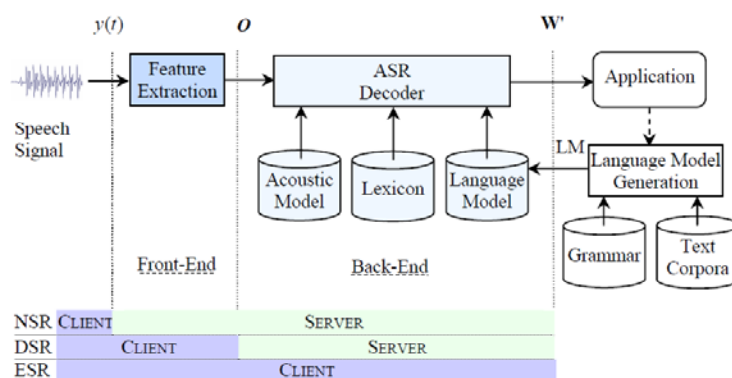 y(t) O W'
Feature
Extraction
ASR
Decoder
Application
Speech
Signal
LM
Language Model
Generation
Acoustic
Model
Lexicon
Language
Model
Grammar
Text
Corpora
Front-End Back-End
NSR CLIENT SERVER
DSR CLIENT SERVER
ESR CLIENT